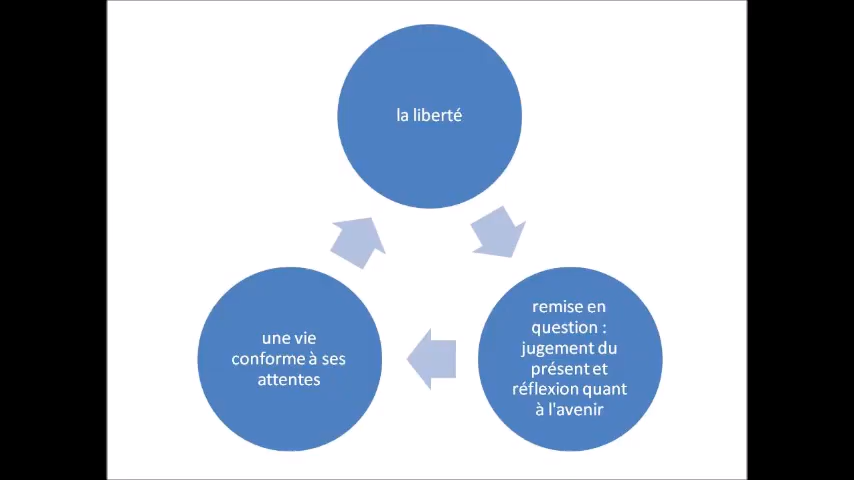 la liberté
remise en
question :
jugement du
présent et
réflexion quant
à l'avenir
une vie
conforme à ses
attentes